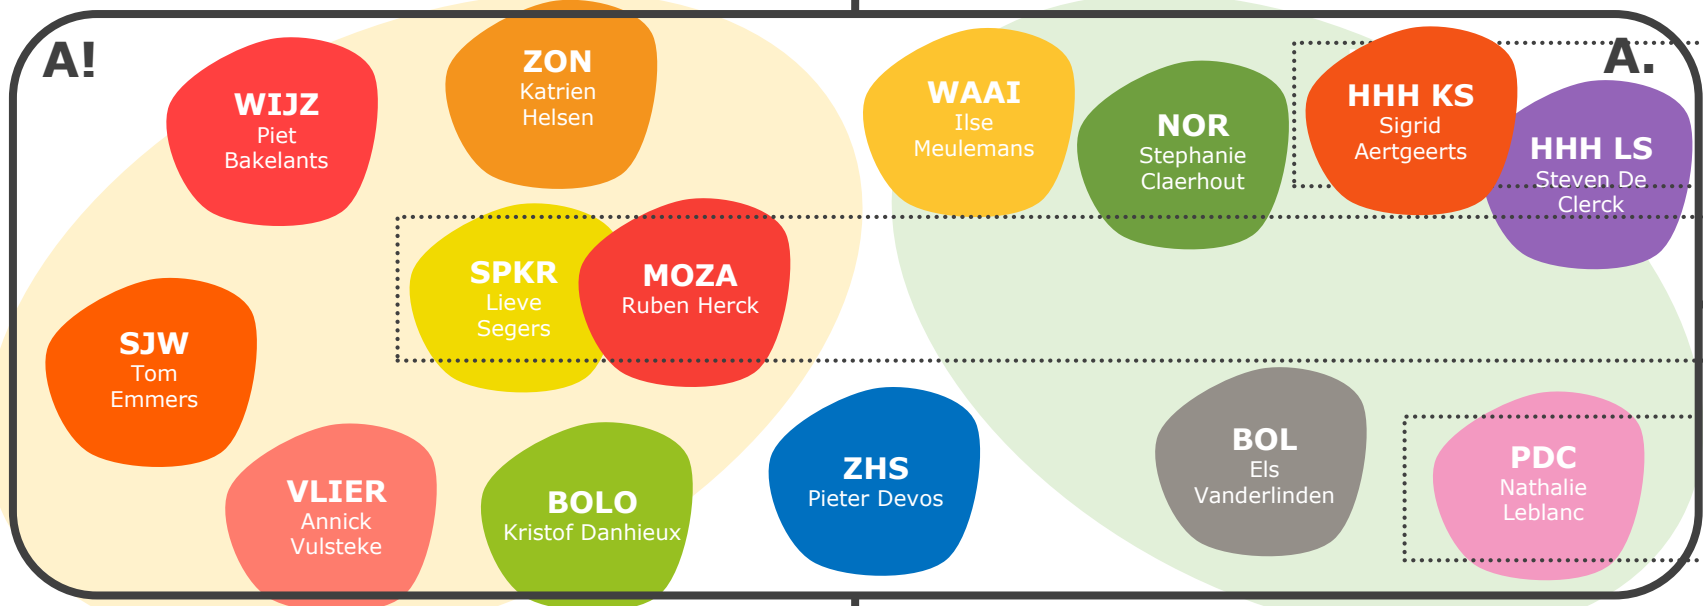 A!
WIJZ
Piet
Bakelants
ZON
Katrien
Helsen
WAAI
Ilse
Meulemans
NOR
Stephanie
Claerhout
HHH KS
Sigrid
Aertgeerts
A.
HHH LS
Steven De
Clerck
SPKR
Lieve
Segers
MOZA
Ruben Herck
SJW
Tom
Emmers
VLIER
Annick
Vulsteke
BOLO
Kristof Danhieux
ZHS
Pieter Devos
BOL
Els
Vanderlinden
PDC
Nathalie
Leblanc